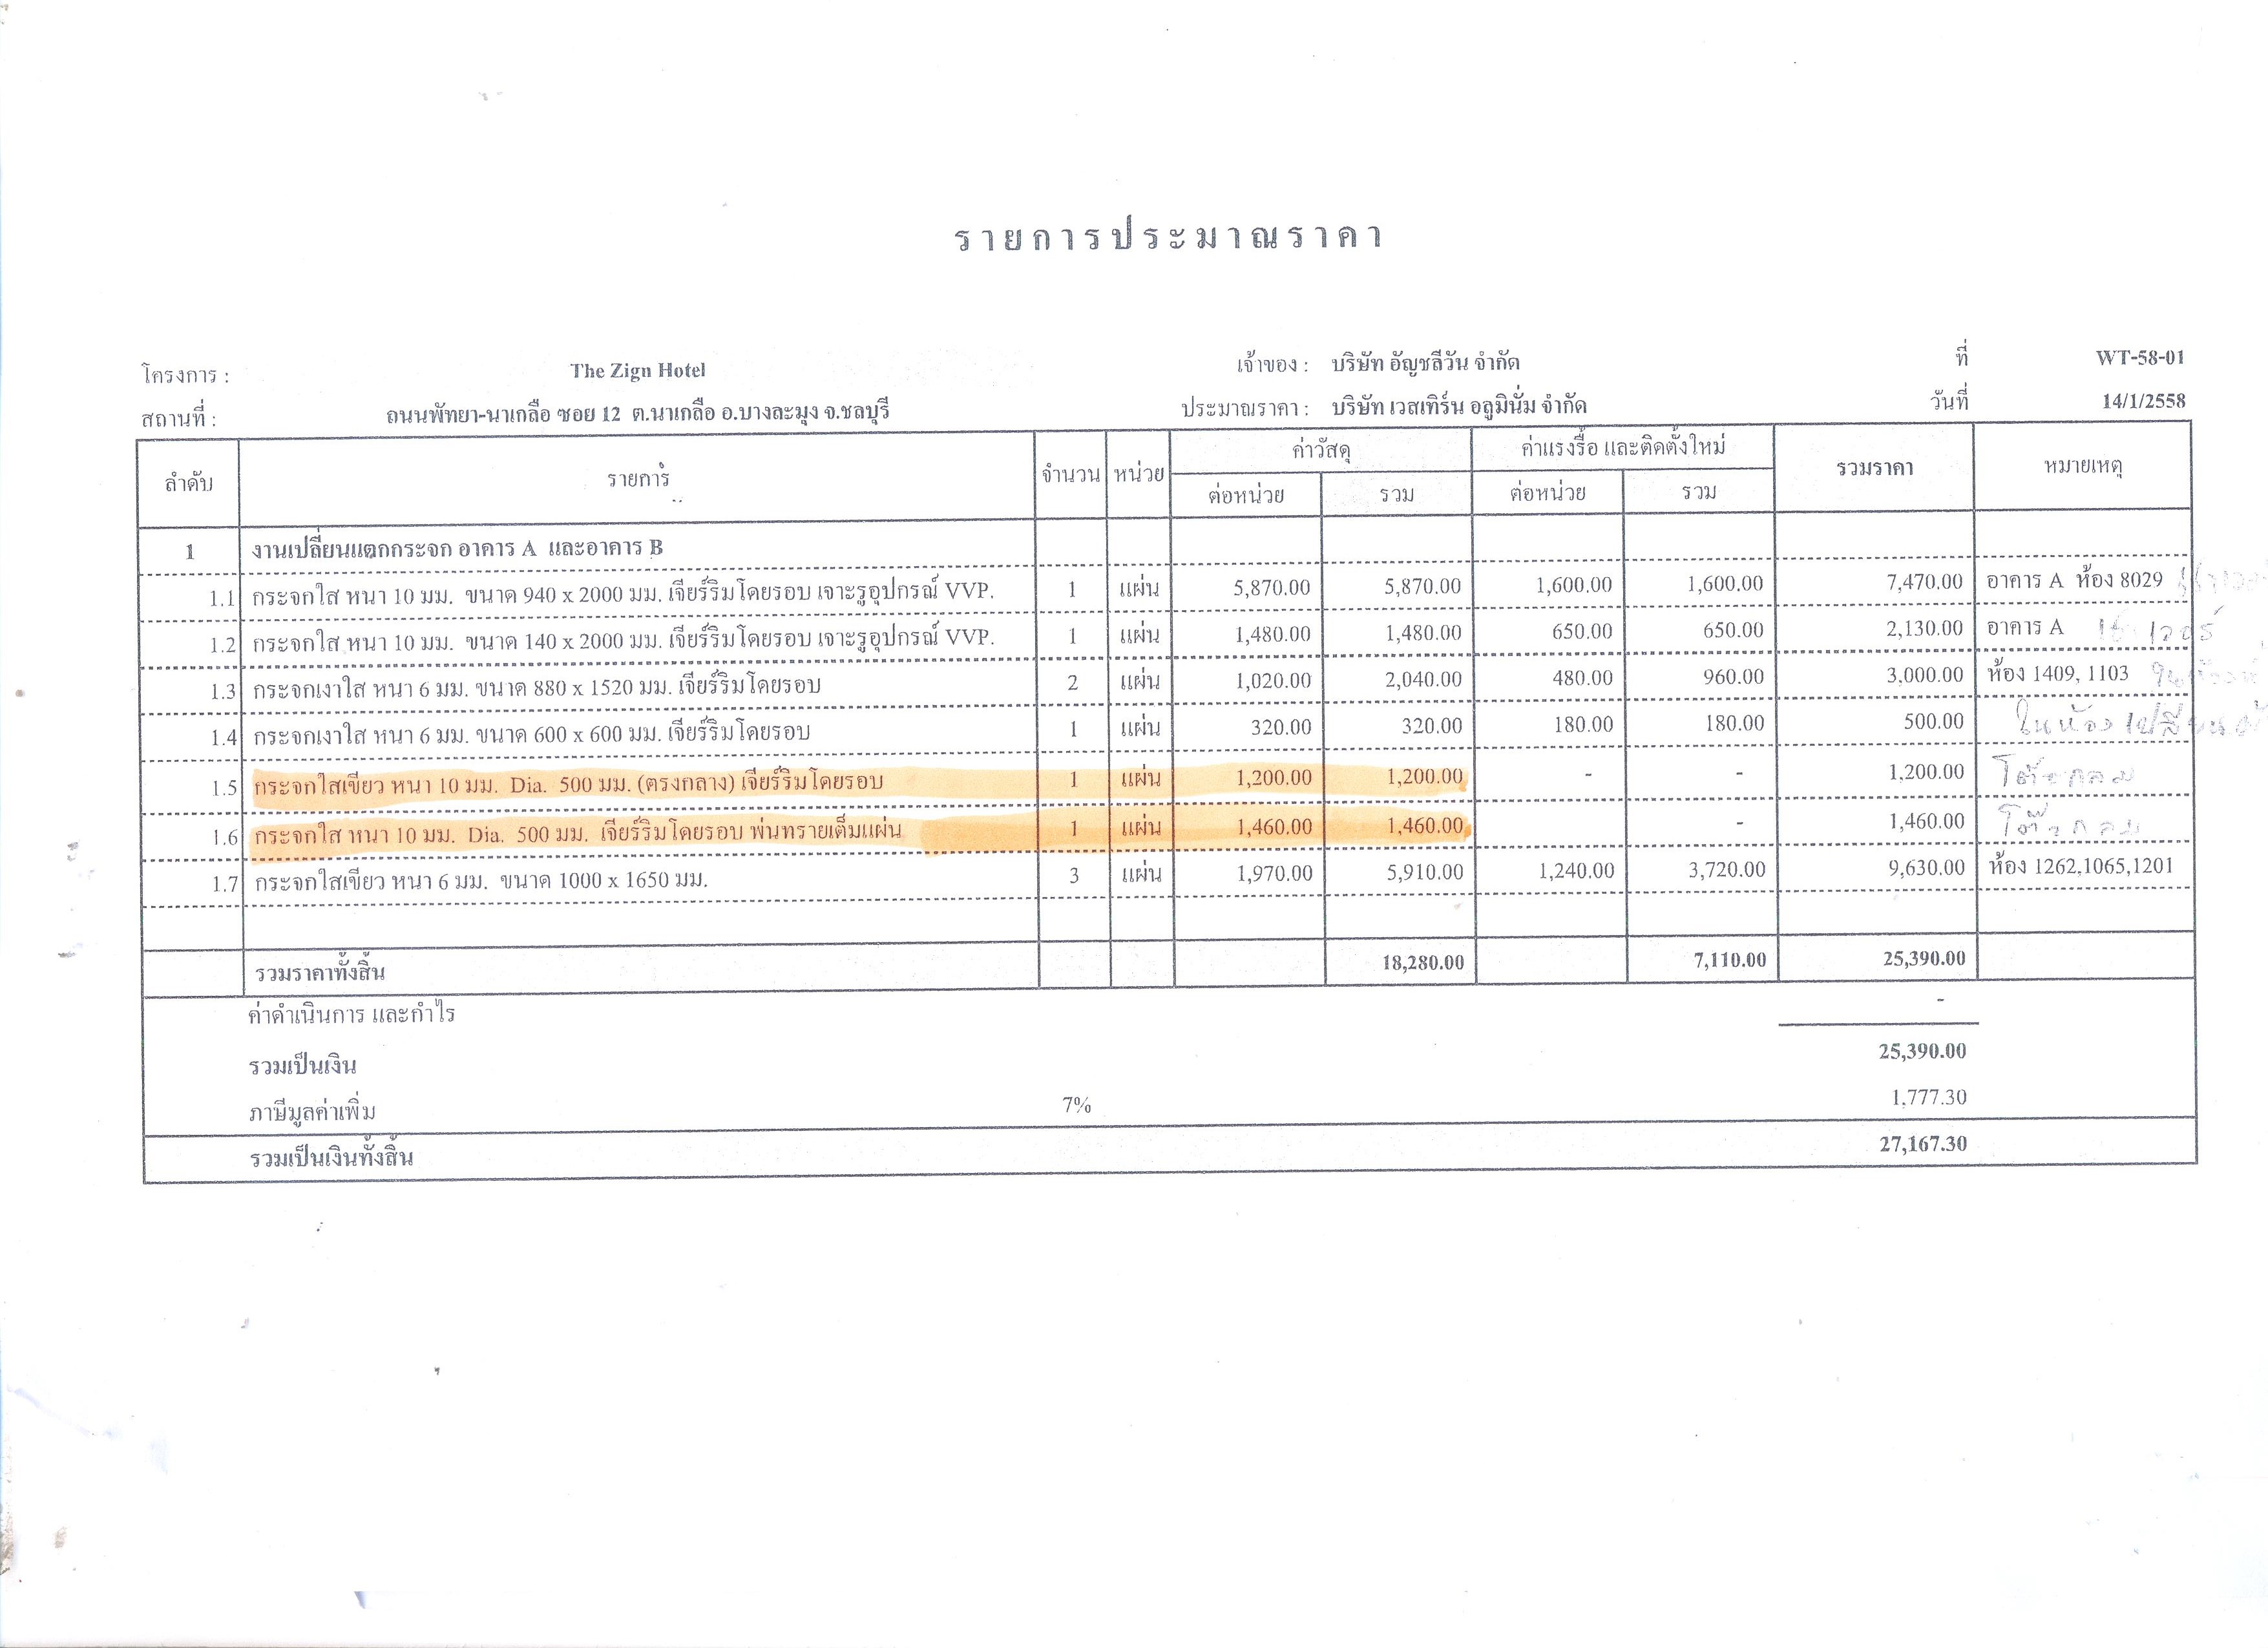 รายการประมาณราคา
โครงการ : The Zign Hotel เจ้าของ : บริษัท อัญชลีวัน จำกัด ที่ WT-58-01
สถานที่ : ถนนพัทยา-นาเกลือ ซอย 12 ต.นาเกลือ อ.บางละมุง จ.ชลบุรี ประมาณราคา : บริษัท เวสเทิร์น อลูมินั่ม จำกัด วันที่ 14/1/2558
ลำดับ รายการ จำนวน หน่วย ค่าวัสดุ ค่าแรงรื้อ และติดตั้งใหม่ รวมราคา หมายเหตุ
ต่อหน่วย รวม ต่อหน่วย รวม
1 งานเปลี่ยนแตกกระจก อาคาร A และอาคาร B
1.1 กระจกใส หนา 10 มม. ขนาด 940 x 2000 มม. เจียร์ริมโดยรอบ เจาะรูอุปกรณ์ VVP. 1 แผ่น 5,870.00 5,870.00 1,600.00 1,600.00 7,470.00 อาคาร A ห้อง 8029
1.2 กระจกใส หนา 10 มม. ขนาด 140 x 2000 มม. เจียร์ริมโดยรอบ เจาะรูอุปกรณ์ VVP. 1 แผ่น 1,480.00 1,480.00 650.00 650.00 2,130.00 อาคาร A
1.3 กระจกเงาใส หนา 6 มม. ขนาด 880 x 1520 มม. เจียร์ริมโดยรอบ 2 แผ่น 1,020.00 2,040.00 480.00 960.00 3,000.00 ห้อง 1409, 1103
1.4 กระจกเงาใส หนา 6 มม. ขนาด 600 x 600 มม. เจียร์ริมโดยรอบ 1 แผ่น 320.00 320.00 180.00 180.00 500.00 ในห้องเปลี่ยน
1.5 กระจกใสเขียว หนา 10 มม. Dia. 500 มม. (ตรงกลาง) เจียร์ริมโดยรอบ 1 แผ่น 1,200.00 1,200.00 - - 1,200.00 โต๊ะกลม
1.6 กระจกใส หนา 10 มม. Dia. 500 มม. เจียร์ริมโดยรอบ พ่นทรายเต็มแผ่น 1 แผ่น 1,460.00 1,460.00 - 1,460.00 โต๊ะกลม
1.7 กระจกใสเขียว หนา 6 มม. ขนาด 1000 x 1650 มม. 3 แผ่น 1,970.00 5,910.00 1,240.00 3,720.00 9,630.00 ห้อง 1262,1065,1201
รวมราคาทั้งสิ้น 18,280.00 7,110.00 25,390.00
ค่าดำเนินการ และกำไร -
รวมเป็นเงิน 25,390.00
ภาษีมูลค่าเพิ่ม 7% 1,777.30
รวมเป็นเงินทั้งสิ้น 27,167.30